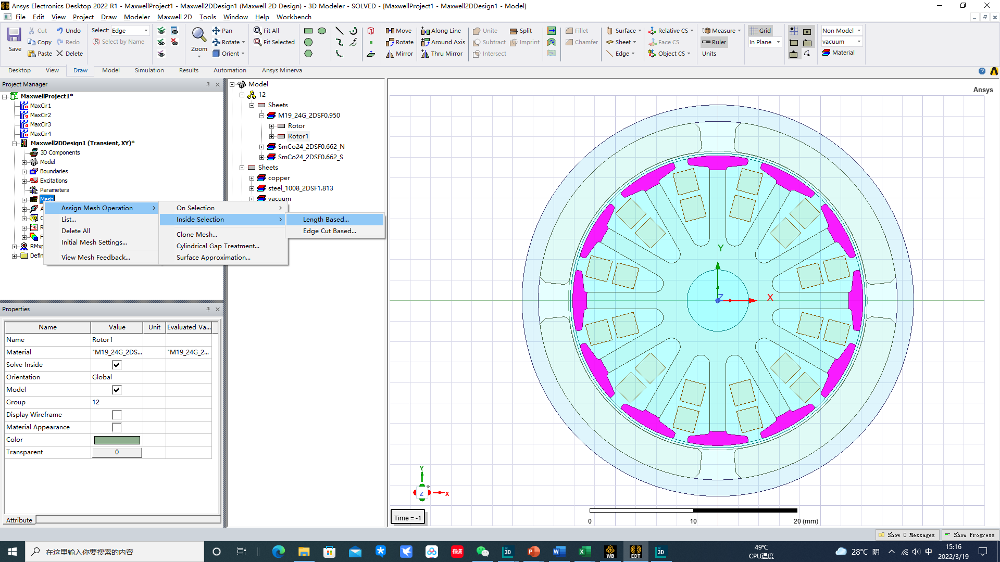 Ansys Electronics Desktop 2022 R1 - MaxwellProject1 - Maxwell2DDesign1 (Maxwell 2D Design) - 3D Modeler - SOLVED - [MaxwellProject1 - Maxwell2DDesign1 - Model]
File Edit View Project Draw Modeler Maxwell 2D Tools Window Help Workbench
Save
Cut
Copy
Paste
Undo
Redo
Delete
Select: Edge
Select by Name
Zoom
Pan
Rotate
Orient
Fit All
Fit Selected
Move
Rotate
Mirror
Along Line
Around Axis
Thru Mirror
Unite
Subtract
Intersect
Split
Imprint
Fillet
Chamfer
Surface
Sheet
Edge
Relative CS
Face CS
Object CS
Measure
Ruler
Units
Grid
In Plane
Non Model
vacuum
Material
Desktop View Draw Model Simulation Results Automation Ansys Minerva
Project Manager
MaxwellProject1*
MaxCir1
MaxCir2
MaxCir3
MaxCir4
Maxwell2DDesign1 (Transient, XY)*
3D Components
Model
Boundaries
Excitations
Parameters
Mesh
A
O
R
F
RMxp
Defin
Assign Mesh Operation
List...
Delete All
Initial Mesh Settings...
View Mesh Feedback...
On Selection
Inside Selection
Clone Mesh...
Cylindrical Gap Treatment...
Surface Approximation...
Length Based...
Edge Cut Based...
Model
12
Sheets
M19_24G_2DSF0.950
Rotor
Rotor1
SmCo24_2DSF0.662_N
SmCo24_2DSF0.662_S
Sheets
copper
steel_1008_2DSF1.813
vacuum
Properties
Name Value Unit Evaluated Va...
Name Rotor1
Material "M19_24G_2DS... "M19_24G_2...
Solve Inside
Orientation Global
Model
Group 12
Display Wireframe
Material Appearance
Color
Transparent 0
Attribute
Ansys
Y
X
Z
Y
Z
X
Time = -1
0 10 20 (mm)
Show 0 Messages Show Progress
在这里输入你要搜索的内容
有道
3D
WB
EDT
3D
49℃
CPU温度
28°C 阴
中
15:16
2022/3/19